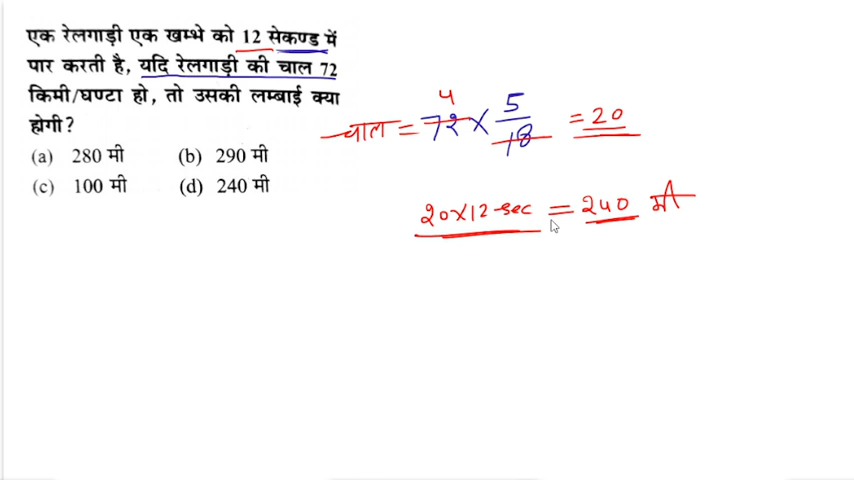 एक रेलगाड़ी एक खम्भे को 12 सेकण्ड में
पार करती है, यदि रेलगाड़ी की चाल 72
किमी/घण्टा हो, तो उसकी लम्बाई क्या
होगी?
(a) 280 मी (b) 290 मी
(c) 100 मी (d) 240 मी
4
चाल = 72 × 5/18 = 20
20×12-sec = 240 मी